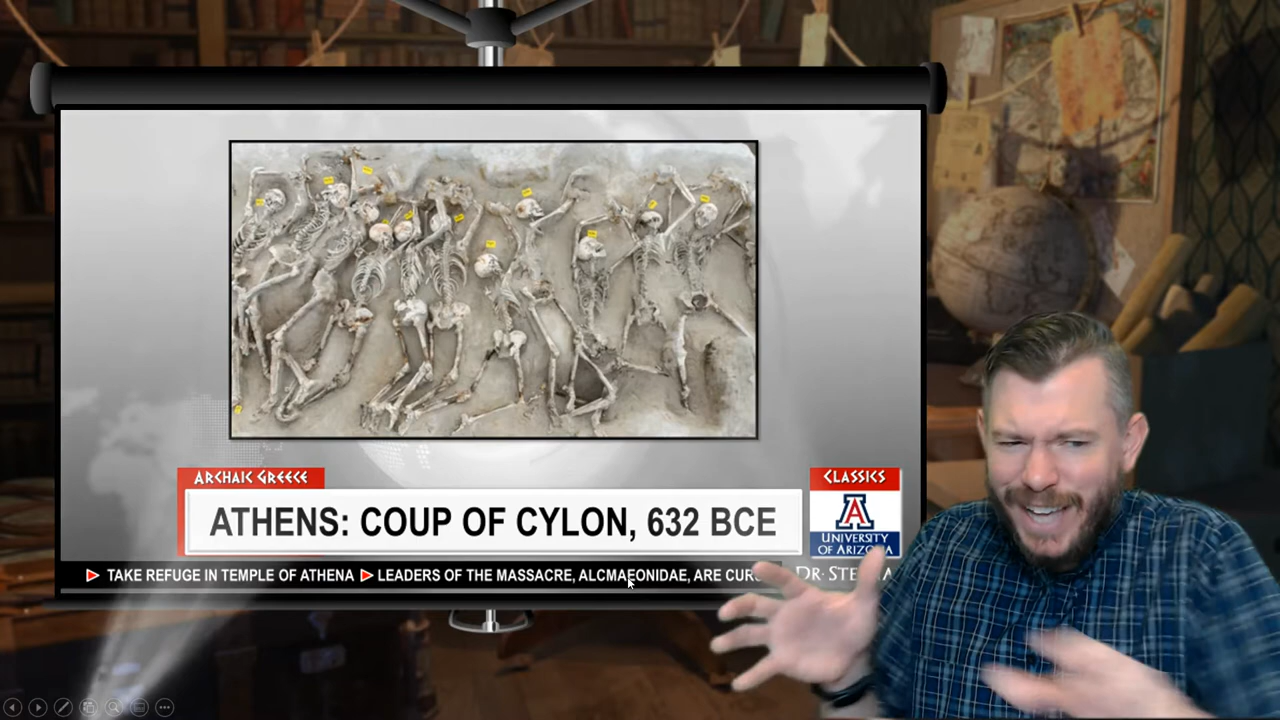 ARCHAIC GREECE
CLASSICS
ATHENS: COUP OF CYLON, 632 BCE
A
UNIVERSITY
OF ARIZONA
TAKE REFUGE IN TEMPLE OF ATHENA LEADERS OF THE MASSACRE, ALCMAEONIDAE, ARE
DR.